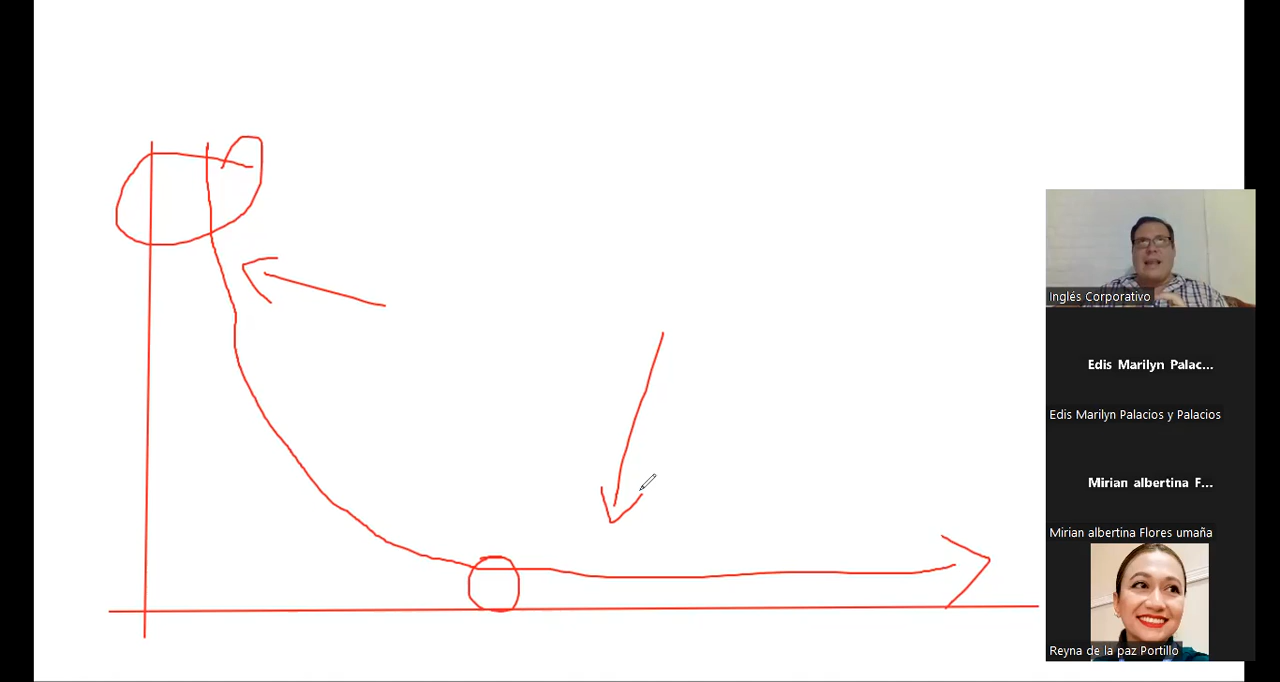 Inglés Corporativo
Edis Marilyn Palac...
Edis Marilyn Palacios y Palacios
Mirian albertina F...
Mirian albertina Flores umaña
Reyna de la paz Portillo